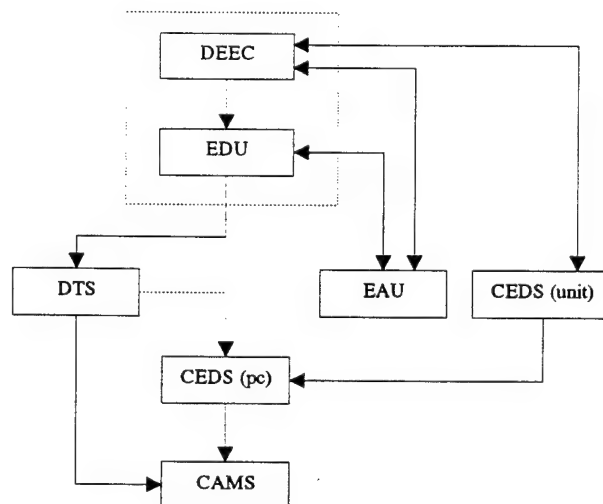 DEEC
EDU
DTS
EAU
CEDS (unit)
CEDS (pc)
CAMS